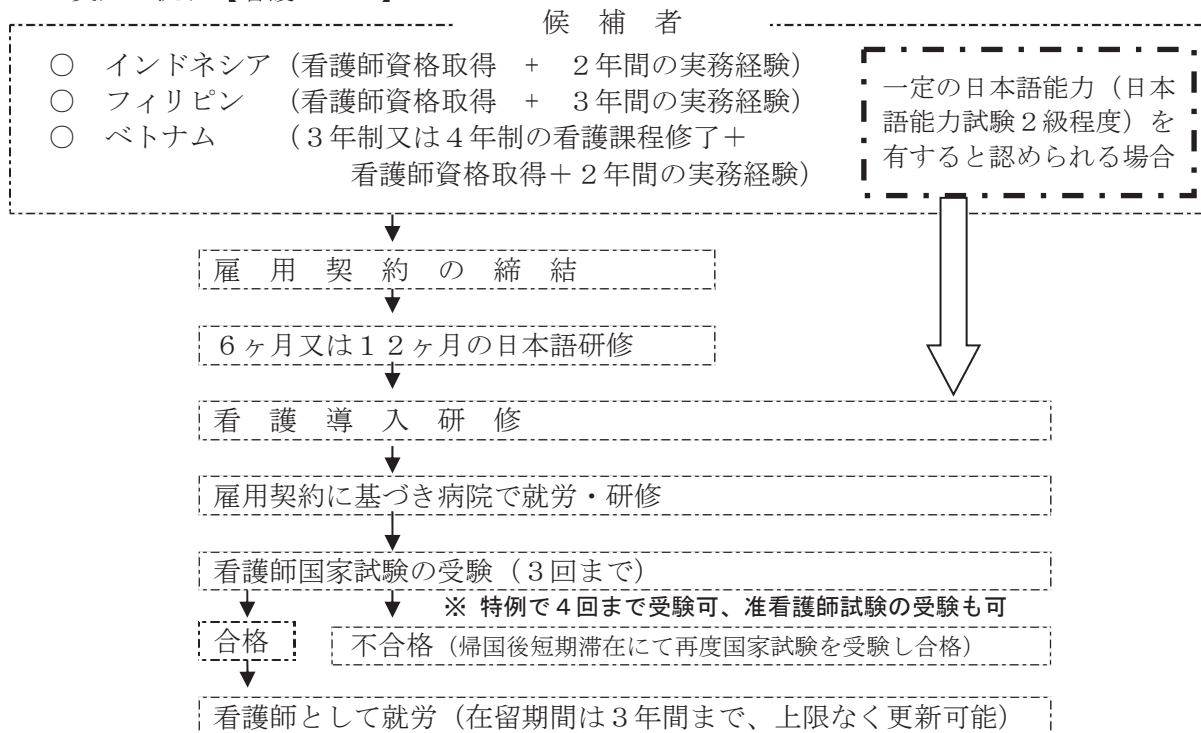 候　補　者
○　インドネシア（看護師資格取得　+　２年間の実務経験）
○　フィリピン　（看護師資格取得　+　３年間の実務経験）
○　ベトナム　　（３年制又は４年制の看護課程修了＋
看護師資格取得＋２年間の実務経験）
一定の日本語能力（日本
語能力試験２級程度）を
有すると認められる場合
雇　用　契　約　の　締　結
６ヶ月又は１２ヶ月の日本語研修
看　護　導　入　研　修
雇用契約に基づき病院で就労・研修
看護師国家試験の受験（３回まで）
※ 特例で４回まで受験可、准看護師試験の受験も可
合格
不合格（帰国後短期滞在にて再度国家試験を受験し合格）
看護師として就労（在留期間は３年間まで、上限なく更新可能）